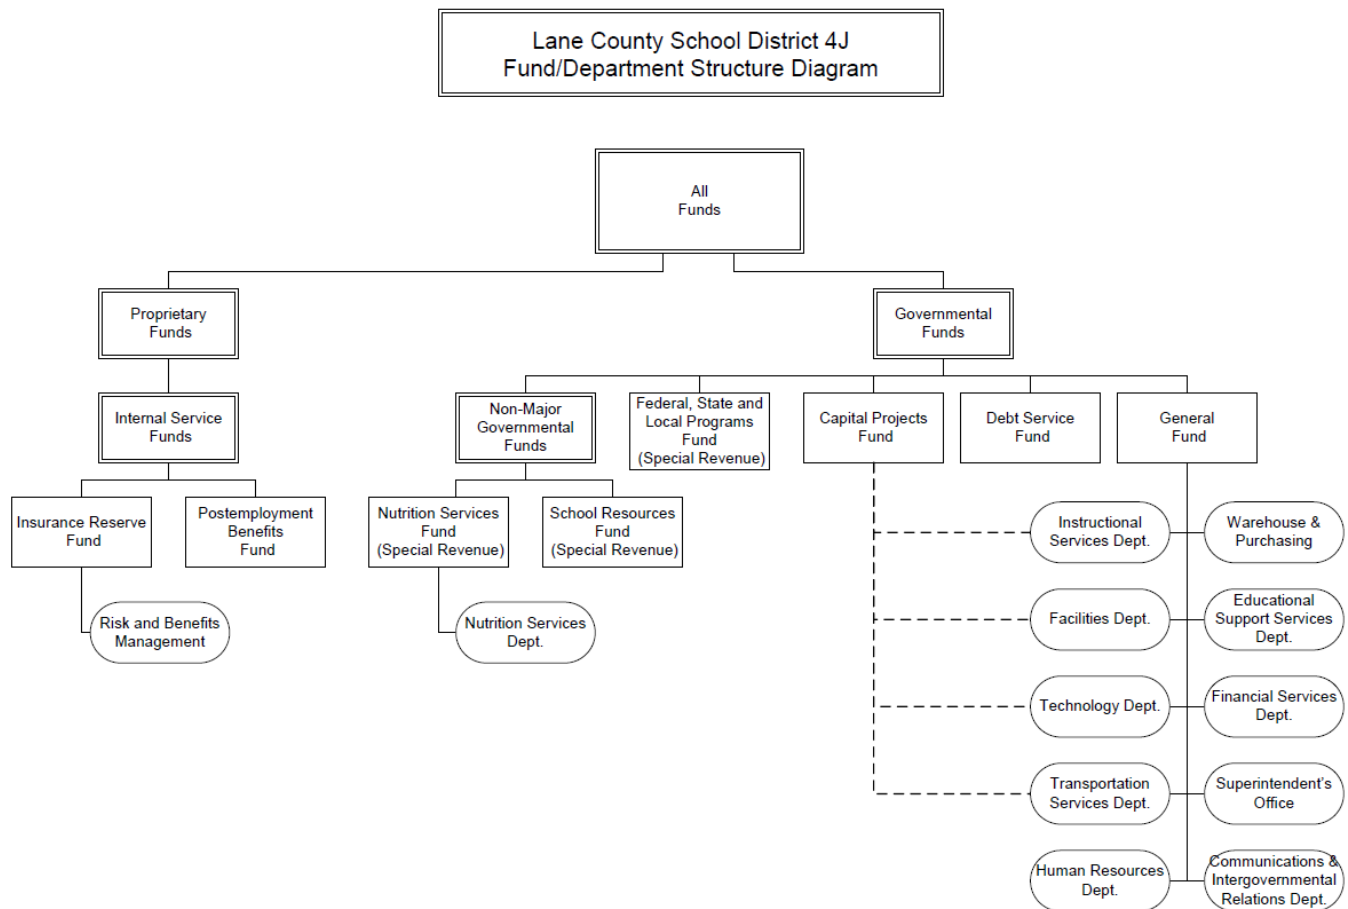 Lane County School District 4J
Fund/Department Structure Diagram
All
Funds
Proprietary
Funds
Governmental
Funds
Internal Service
Funds
Non-Major
Governmental
Funds
Federal, State and
Local Programs
Fund
(Special Revenue)
Capital Projects
Fund
Debt Service
Fund
General
Fund
Insurance Reserve
Fund
Postemployment
Benefits
Fund
Nutrition Services
Fund
(Special Revenue)
School Resources
Fund
(Special Revenue)
Instructional
Services Dept.
Warehouse &
Purchasing
Risk and Benefits
Management
Nutrition Services
Dept.
Facilities Dept.
Educational
Support Services
Dept.
Technology Dept.
Financial Services
Dept.
Transportation
Services Dept.
Superintendent's
Office
Human Resources
Dept.
Communications &
Intergovernmental
Relations Dept.